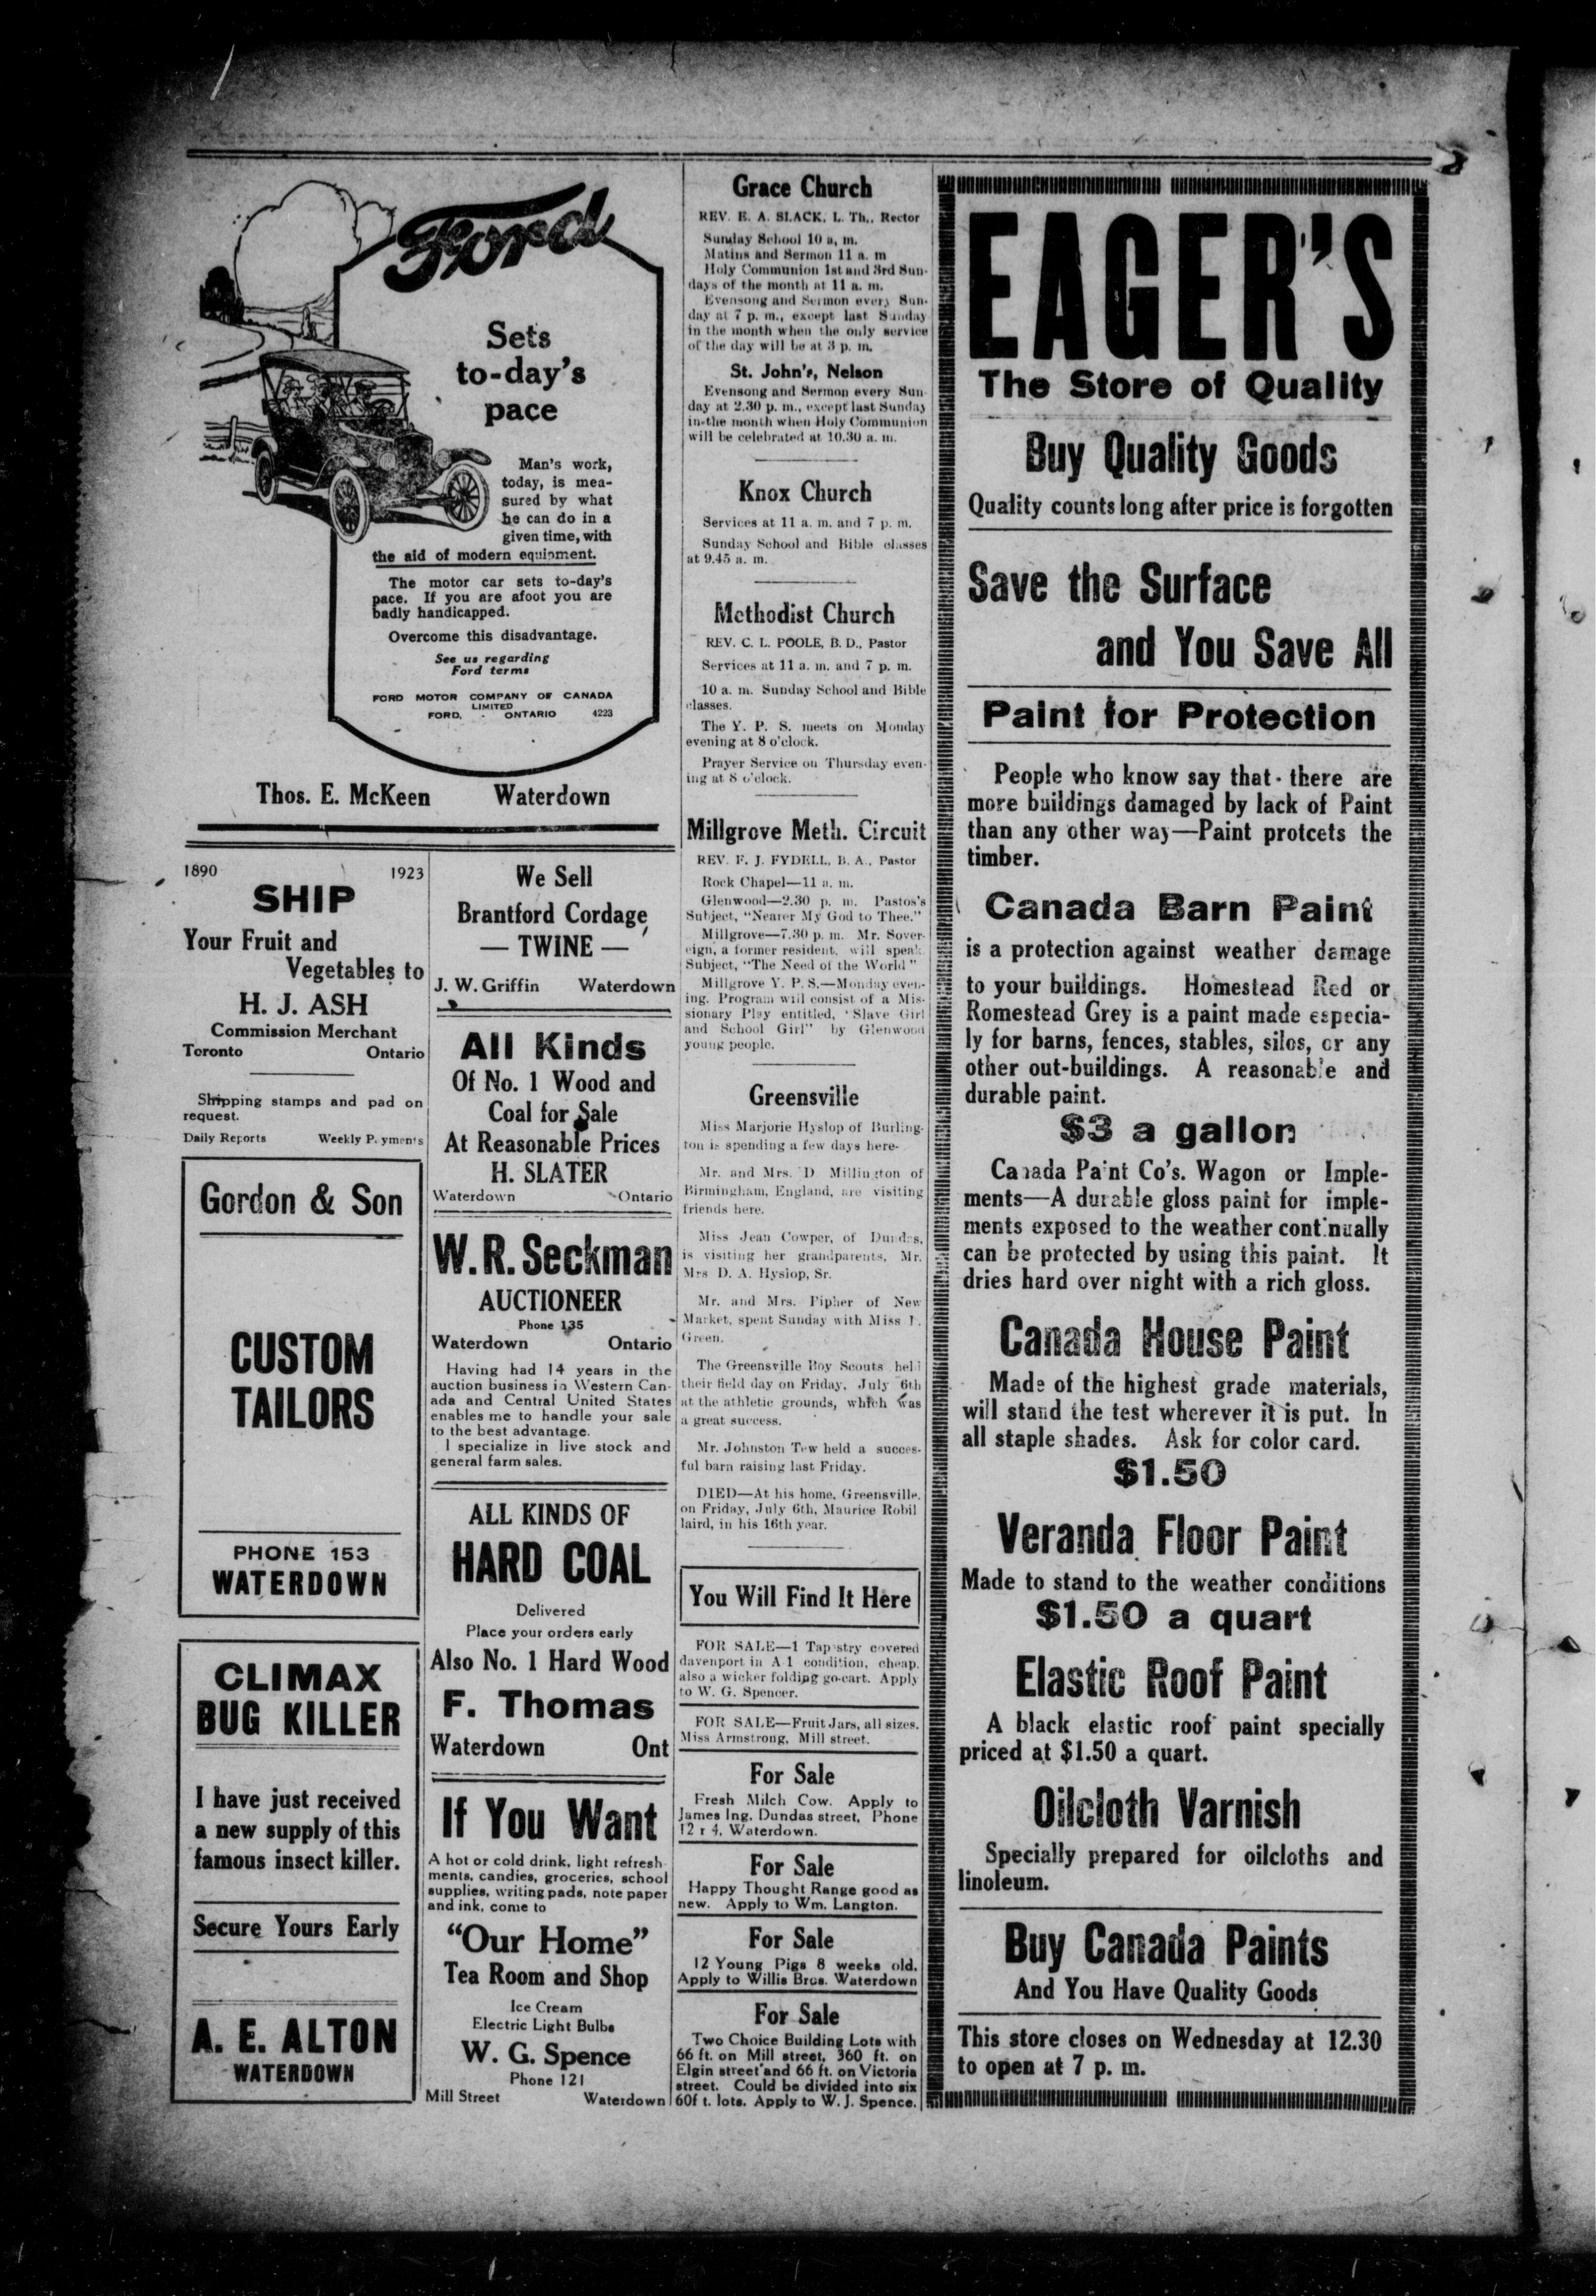 Ford
Sets
to-day's
pace
Man's work,
today, is mea-
sured by what
he can do in a
given time, with
the aid of modern equipment.
The motor car sets to-day's
pace. If you are afoot you are
badly handicapped.
Overcome this disadvantage.
See us regarding
Ford terms
FORD MOTOR COMPANY OF CANADA
LIMITED
FORD, - ONTARIO 4223
Thos. E. McKeen Waterdown
1890 1923
SHIP
Your Fruit and
Vegetables to
H. J. ASH
Commission Merchant
Toronto Ontario
Shipping stamps and pad on
request.
Daily Reports Weekly P. yments
Gordon & Son
CUSTOM
TAILORS
PHONE 153
WATERDOWN
CLIMAX
BUG KILLER
I have just received
a new supply of this
famous insect killer.
Secure Yours Early
A. E. ALTON
WATERDOWN
We Sell
Brantford Cordage
— TWINE —
J. W. Griffin Waterdown
All Kinds
Of No. 1 Wood and
Coal for Sale
At Reasonable Prices
H. SLATER
Waterdown Ontario
W. R. Seckman
AUCTIONEER
Phone 135
Waterdown Ontario
Having had 14 years in the
auction business in Western Can-
ada and Central United States
enables me to handle your sale
to the best advantage.
I specialize in live stock and
general farm sales.
ALL KINDS OF
HARD COAL
Delivered
Place your orders early
Also No. 1 Hard Wood
F. Thomas
Waterdown Ont
If You Want
A hot or cold drink, light refresh-
ments, candies, groceries, school
supplies, writing pads, note paper
and ink, come to
"Our Home"
Tea Room and Shop
Ice Cream
Electric Light Bulbs
W. G. Spence
Phone 121
Mill Street Waterdown
Grace Church
REV. E. A. SLACK, L. Th., Rector
Sunday School 10 a, m.
Matins and Sermon 11 a. m
Holy Communion 1st and 3rd Sun-
days of the month at 11 a. m.
Evensong and Sermon every Sun-
day at 7 p. m., except last Sunday
in the month when the only service
of the day will be at 3 p. m.
St. John's, Nelson
Evensong and Sermon every Sun
day at 2.30 p. m., except last Sunday
in the month when Holy Communion
will be celebrated at 10.30 a. m.
Knox Church
Services at 11 a. m. and 7 p. m.
Sunday School and Bible classes
at 9.45 a. m.
Methodist Church
REV. C. L. POOLE, B. D., Pastor
Services at 11 a. m. and 7 p. m.
10 a. m. Sunday School and Bible
classes.
The Y. P. S. meets on Monday
evening at 8 o'clock.
Prayer Service on Thursday even-
ing at 8 o'clock.
Millgrove Meth. Circuit
REV. F. J. FYDELL, B. A., Pastor
Rock Chapel—11 a. m.
Glenwood—2.30 p. m. Pastos's
Subject, "Nearer My God to Thee."
Millgrove—7.30 p. m. Mr. Sover-
eign, a former resident, will speak.
Subject, "The Need of the World"
Millgrove Y. P. S.—Monday even-
ing. Program will consist of a Mis-
sionary Play entitled, "Slave Girl
and School Girl" by Glenwood
young people.
Greensville
Miss Marjorie Hyslop of Burling-
ton is spending a few days here-
Mr. and Mrs. D Millington of
Birmingham, England, are visiting
friends here.
Miss Jean Cowper, of Dundas,
is visiting her grandparents, Mr.
Mrs D. A. Hyslop, Sr.
Mr. and Mrs. Pipher of New
Market, spent Sunday with Miss
Green.
The Greensville Boy Scouts held
their field day on Friday, July 6th
at the athletic grounds, which was
a great success.
Mr. Johnston Tew held a succes-
ful barn raising last Friday.
DIED—At his home, Greensville,
on Friday, July 6th, Maurice Robil
laird, in his 16th year.
You Will Find It Here
FOR SALE—1 Tapestry covered
davenport in A 1 condition, cheap,
also a wicker folding go-cart. Apply
to W. G. Spencer.
FOR SALE—Fruit Jars, all sizes.
Miss Armstrong, Mill street.
For Sale
Fresh Milch Cow. Apply to
James Ing, Dundas street, Phone
12 r 4, Waterdown.
For Sale
Happy Thought Range good as
new. Apply to Wm. Langton.
For Sale
12 Young Pigs 8 weeks old.
Apply to Willis Bros. Waterdown
For Sale
Two Choice Building Lots with
66 ft. on Mill street, 360 ft. on
Elgin street and 66 ft. on Victoria
street. Could be divided into six
60f t. lots. Apply to W. J. Spence.
EAGER'S
The Store of Quality
Buy Quality Goods
Quality counts long after price is forgotten
Save the Surface
and You Save All
Paint for Protection
People who know say that there are
more buildings damaged by lack of Paint
than any other way—Paint protcets the
timber.
Canada Barn Paint
is a protection against weather damage
to your buildings. Homestead Red or
Romestead Grey is a paint made especia-
ly for barns, fences, stables, silos, or any
other out-buildings. A reasonable and
durable paint.
$3 a gallon
Canada Paint Co's. Wagon or Imple-
ments—A durable gloss paint for imple-
ments exposed to the weather continually
can be protected by using this paint. It
dries hard over night with a rich gloss.
Canada House Paint
Made of the highest grade materials,
will stand the test wherever it is put. In
all staple shades. Ask for color card.
$1.50
Veranda Floor Paint
Made to stand to the weather conditions
$1.50 a quart
Elastic Roof Paint
A black elastic roof paint specially
priced at $1.50 a quart.
Oilcloth Varnish
Specially prepared for oilcloths and
linoleum.
Buy Canada Paints
And You Have Quality Goods
This store closes on Wednesday at 12.30
to open at 7 p. m.